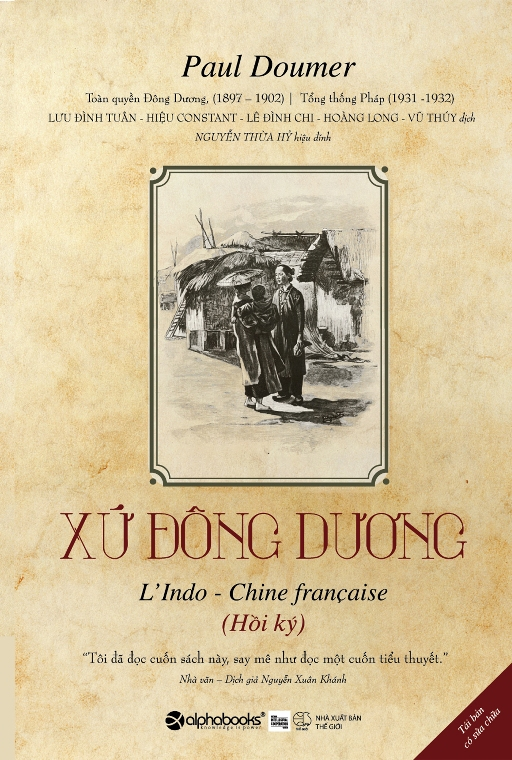 Paul Doumer
Toàn quyền Đông Dương, (1897 – 1902) | Tổng thống Pháp (1931 -1932)
LƯU ĐÌNH TUÂN - HIỆU CONSTANT - LÊ ĐÌNH CHI - HOÀNG LONG - VŨ THÚY dịch
NGUYỄN THỪA HỶ hiệu đính
XỨ ĐÔNG DƯƠNG
L’Indo - Chine française
(Hồi ký)
“Tôi đã đọc cuốn sách này, say mê như đọc một cuốn tiểu thuyết.”
Nhà văn – Dịch giả Nguyễn Xuân Khánh
alphabooks®
knowledge is power
THẾ GIỚI
NHÀ XUẤT BẢN
THẾ GIỚI
Tái bản
có sửa chữa